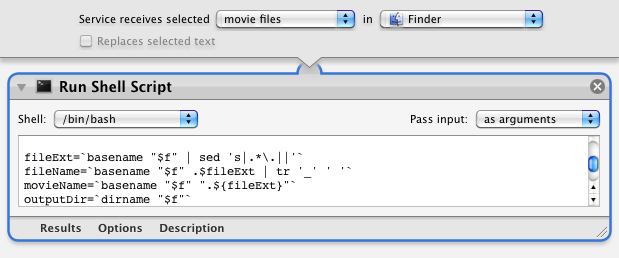 Service receives selected movie files in Finder
Replaces selected text
Run Shell Script
Shell: /bin/bash Pass input: as arguments
fileExt=`basename "$f" | sed 's|.*\.||'`
fileName=`basename "$f" .$fileExt | tr '_' ' '`
movieName=`basename "$f" ".${fileExt}"`
outputDir=`dirname "$f"`
Results Options Description